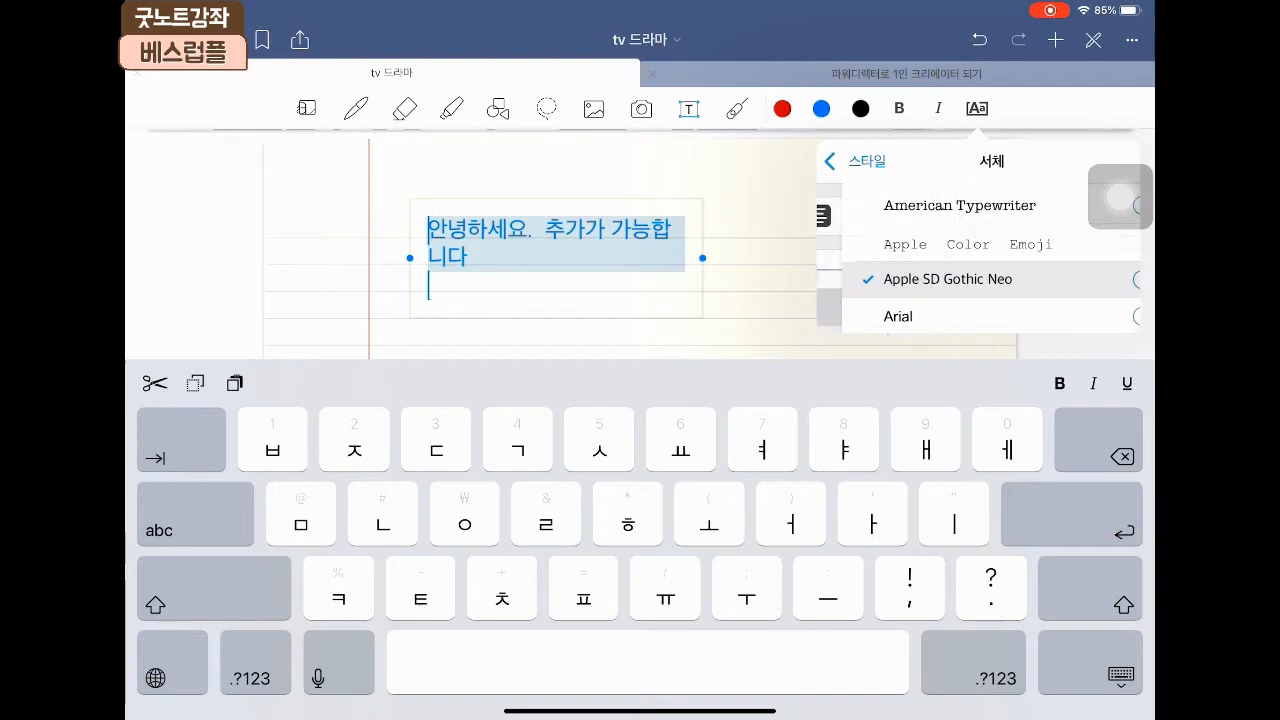 굿노트강좌
베스럽플
85%
tv 드라마
tv 드라마
파워디렉터로 1인 크리에이터 되기
T
B I Aa
스타일
서체
American Typewriter
Apple Color Emoji
Apple SD Gothic Neo
Arial
안녕하세요. 추가가 가능합
니다
B I U
1 2 3 4 5 6 7 8 9 0
ㅂ ㅈ ㄷ ㄱ ㅅ ㅛ ㅕ ㅑ ㅐ ㅔ
@ # ₩ & * ( ) ' "
abc ㅁ ㄴ ㅇ ㄹ ㅎ ㅗ ㅓ ㅏ ㅣ
% - + = / ; : ! ?
ㅋ ㅌ ㅊ ㅍ ㅠ ㅜ ㅡ , .
.?123 .?123